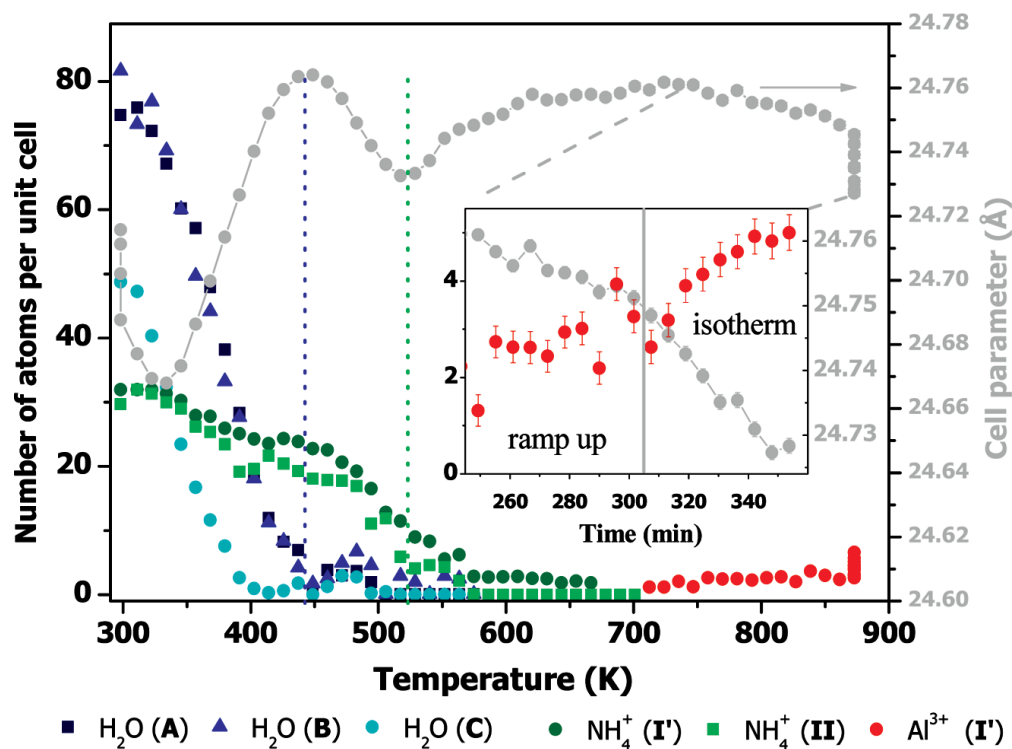 Number of atoms per unit cell
80
60
40
20
0
300 400 500 600 700 800 900
Temperature (K)
24.78
24.76
24.74
24.72
24.70
24.68
24.66
24.64
24.62
24.60
Cell parameter (Å)
4
2
0
ramp up
isotherm
24.76
24.75
24.74
24.73
260 280 300 320 340
Time (min)
H₂O (A) H₂O (B) H₂O (C) NH₄⁺ (I') NH₄⁺ (II) Al³⁺ (I')